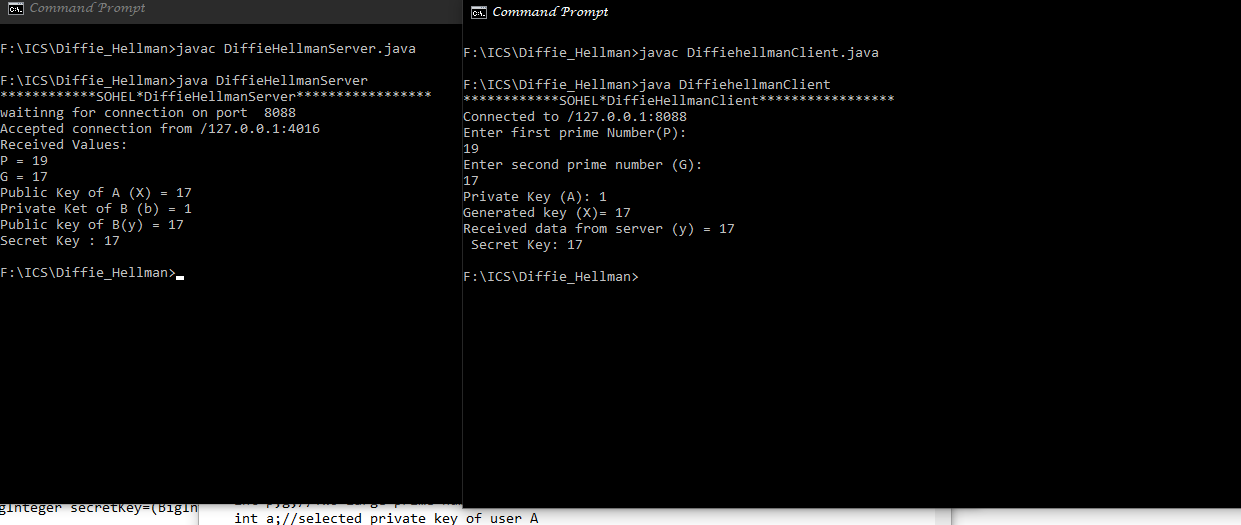 Command Prompt
F:\ICS\Diffie_Hellman>javac DiffieHellmanServer.java
F:\ICS\Diffie_Hellman>java DiffieHellmanServer
************SOHEL*DiffieHellmanServer*****************
waitinng for connection on port  8088
Accepted connection from /127.0.0.1:4016
Received Values:
P = 19
G = 17
Public Key of A (X) = 17
Private Ket of B (b) = 1
Public key of B(y) = 17
Secret Key : 17
F:\ICS\Diffie_Hellman>
Command Prompt
F:\ICS\Diffie_Hellman>javac DiffiehellmanClient.java
F:\ICS\Diffie_Hellman>java DiffiehellmanClient
************SOHEL*DiffieHellmanClient*****************
Connected to /127.0.0.1:8088
Enter first prime Number(P):
19
Enter second prime number (G):
17
Private Key (A): 1
Generated key (X)= 17
Received data from server (y) = 17
 Secret Key: 17
F:\ICS\Diffie_Hellman>
gInteger secretKey=(BigIn
int a;//selected private key of user A